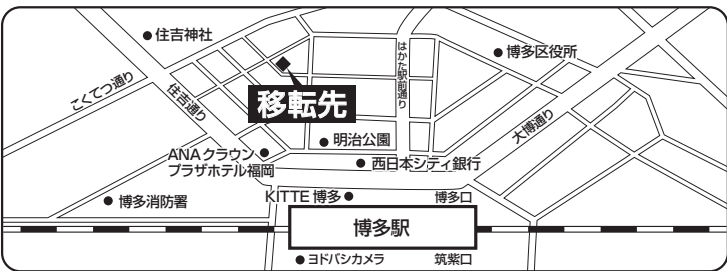 住吉神社
はかた駅前通り
博多区役所
こくてつ通り
住吉通り
移転先
大博通り
明治公園
ANAクラウン
プラザホテル福岡
西日本シティ銀行
KITTE 博多
博多口
博多消防署
博多駅
ヨドバシカメラ
筑紫口